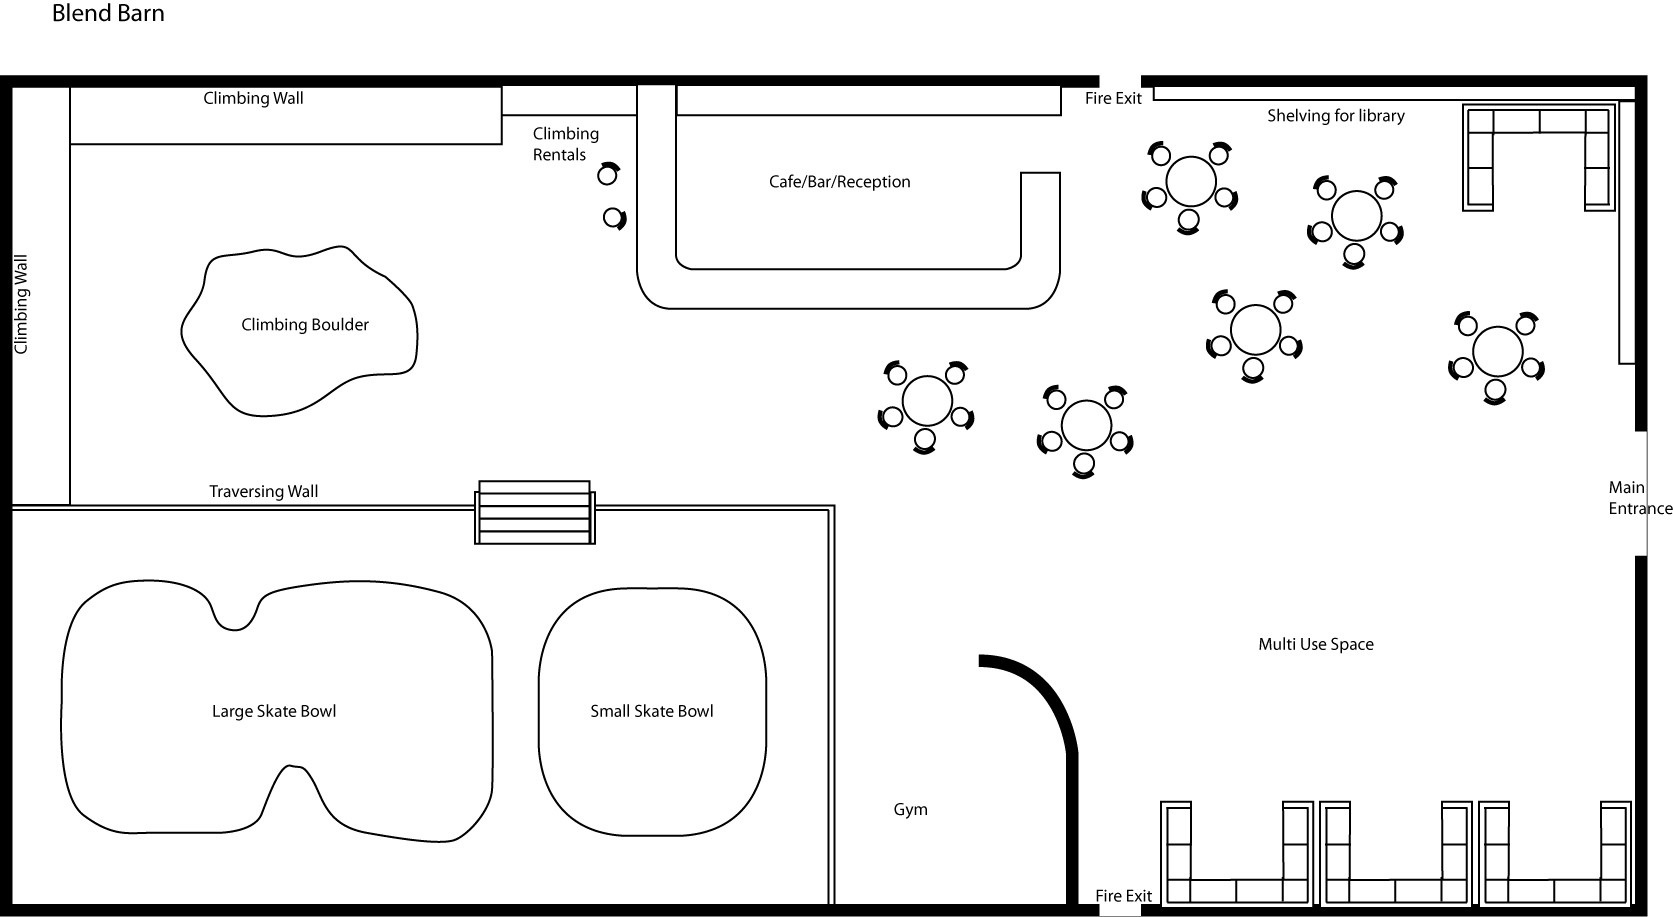 Blend Barn
Climbing Wall
Fire Exit
Shelving for library
Climbing
Rentals
Cafe/Bar/Reception
Climbing Wall
Climbing Boulder
Traversing Wall
Main
Entrance
Multi Use Space
Large Skate Bowl
Small Skate Bowl
Gym
Fire Exit